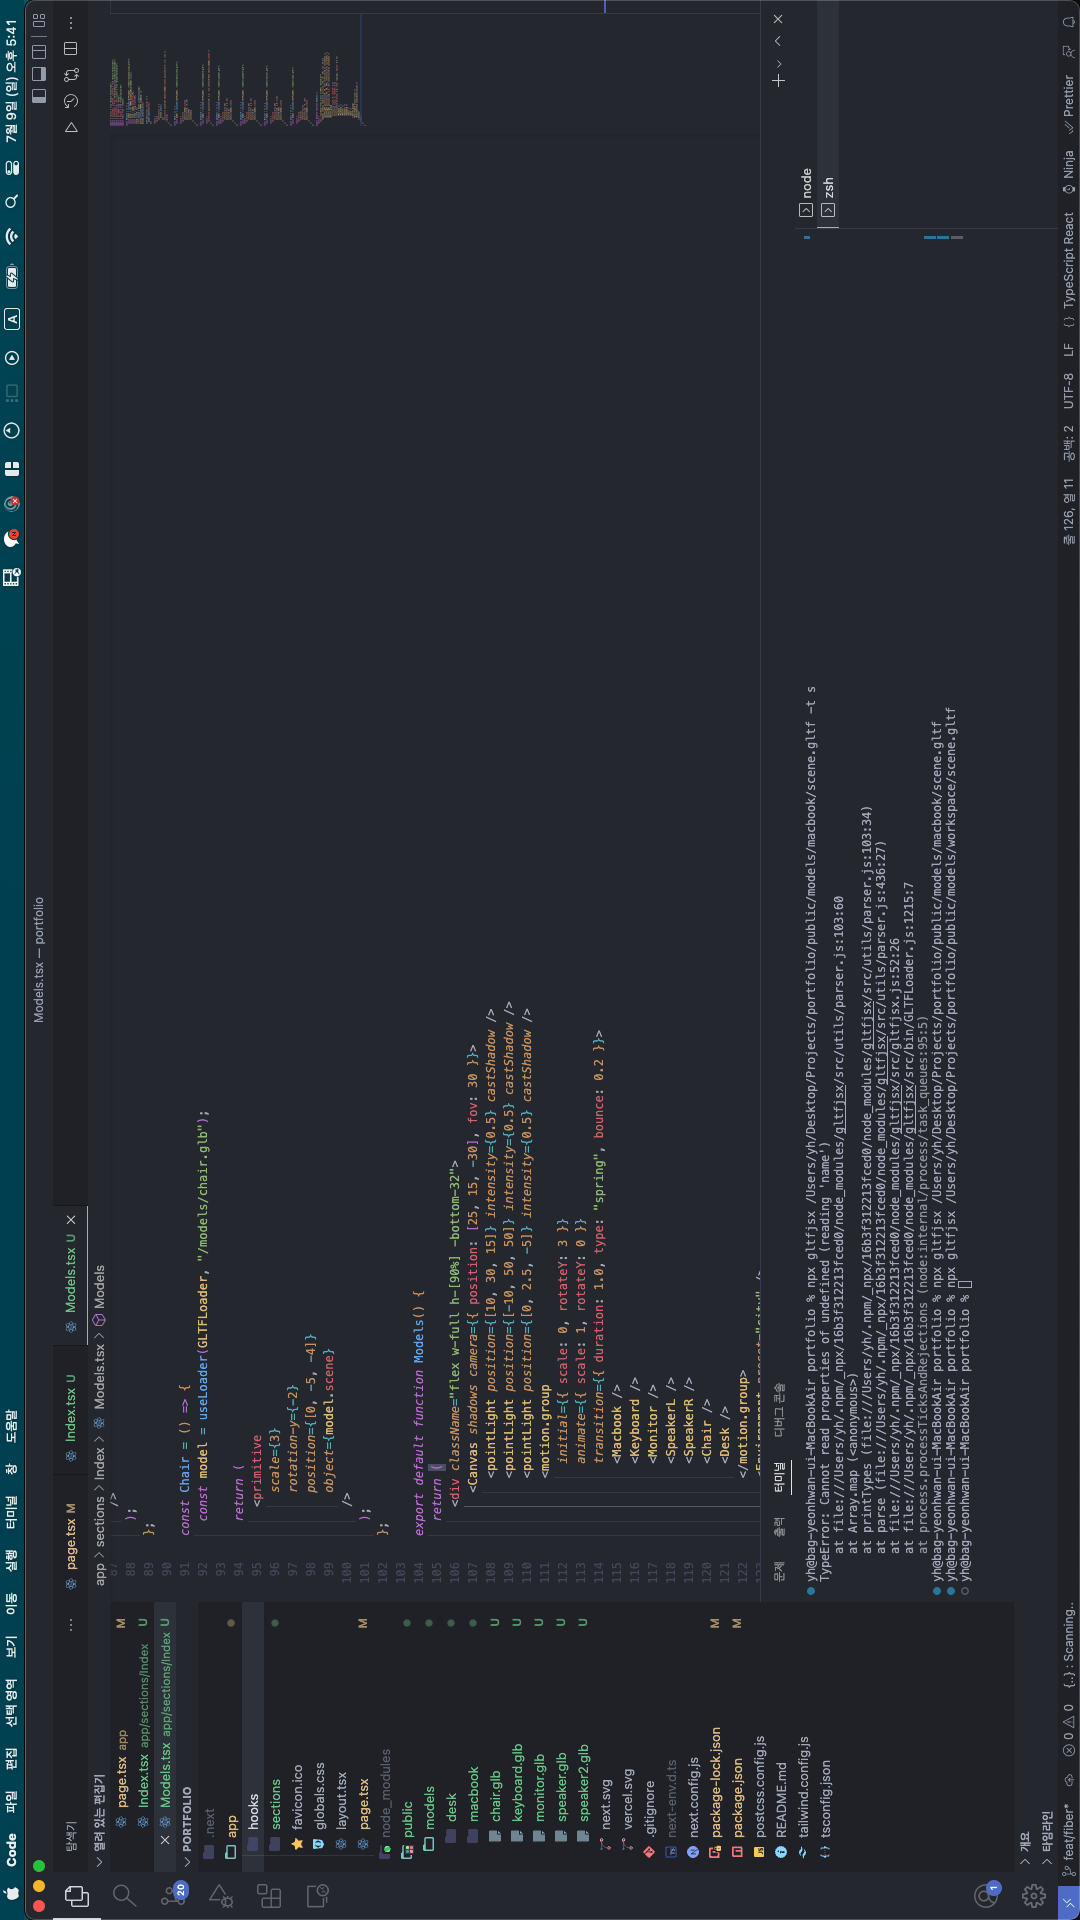 Code 파일 편집 선택 영역 보기 이동 실행 터미널 창 도움말
7월 9일 (일) 오후 5:41
Models.tsx — portfolio
탐색기
열려 있는 편집기
page.tsx app M
Index.tsx app/sections/Index U
Models.tsx app/sections/Index U
PORTFOLIO
.next
app
hooks
sections
favicon.ico
globals.css
layout.tsx
page.tsx M
node_modules
public
models
desk
macbook
chair.glb U
keyboard.glb U
monitor.glb U
speaker.glb U
speaker2.glb U
next.svg
vercel.svg
.gitignore
next-env.d.ts
next.config.js
package-lock.json M
package.json M
postcss.config.js
README.md
tailwind.config.js
tsconfig.json
개요
타임라인
page.tsx M
Index.tsx U
Models.tsx U
app > sections > Index > Models.tsx > Models
87 />
88 );
89 };
90
91 const Chair = () => {
92 const model = useLoader(GLTFLoader, "/models/chair.glb");
93
94 return (
95 <primitive
96 scale={3}
97 rotation-y={-2}
98 position={[0, -5, -4]}
99 object={model.scene}
100 />
101 );
102 };
103
104 export default function Models() {
105 return (
106 <div className="flex w-full h-[90%] -bottom-32">
107 <Canvas shadows camera={{ position: [25, 15, -30], fov: 30 }}>
108 <pointLight position={[10, 30, 15]} intensity={0.5} castShadow />
109 <pointLight position={[-10, 50, 50]} intensity={0.5} castShadow />
110 <pointLight position={[0, 2.5, -5]} intensity={0.5} castShadow />
111 <motion.group
112 initial={{ scale: 0, rotateY: 3 }}
113 animate={{ scale: 1, rotateY: 0 }}
114 transition={{ duration: 1.0, type: "spring", bounce: 0.2 }}>
115 <Macbook />
116 <Keyboard />
117 <Monitor />
118 <SpeakerL />
119 <SpeakerR />
120 <Chair />
121 <Desk />
122 </motion.group>
문제 출력 터미널 디버그 콘솔
yh@bag-yeonhwan-ui-MacBookAir portfolio % npx gltfjsx /Users/yh/Desktop/Projects/portfolio/public/models/macbook/scene.gltf -t s
TypeError: Cannot read properties of undefined (reading 'name')
at file:///Users/yh/.npm/_npx/16b3f312213fced0/node_modules/gltfjsx/src/utils/parser.js:103:60
at Array.map (<anonymous>)
at printTypes (file:///Users/yh/.npm/_npx/16b3f312213fced0/node_modules/gltfjsx/src/utils/parser.js:103:34)
at parse (file:///Users/yh/.npm/_npx/16b3f312213fced0/node_modules/gltfjsx/src/utils/parser.js:436:27)
at file:///Users/yh/.npm/_npx/16b3f312213fced0/node_modules/gltfjsx/src/gltfjsx.js:52:26
at file:///Users/yh/.npm/_npx/16b3f312213fced0/node_modules/gltfjsx/src/bin/GLTFLoader.js:1215:7
at process.processTicksAndRejections (node:internal/process/task_queues:95:5)
yh@bag-yeonhwan-ui-MacBookAir portfolio % npx gltfjsx /Users/yh/Desktop/Projects/portfolio/public/models/macbook/scene.gltf
yh@bag-yeonhwan-ui-MacBookAir portfolio % npx gltfjsx /Users/yh/Desktop/Projects/portfolio/public/models/workspace/scene.gltf
yh@bag-yeonhwan-ui-MacBookAir portfolio %
node
zsh
20
1
feat/fiber* 0 0 {..} : Scanning..
줄 126, 열 11 공백: 2 UTF-8 LF {} TypeScript React Ninja Prettier